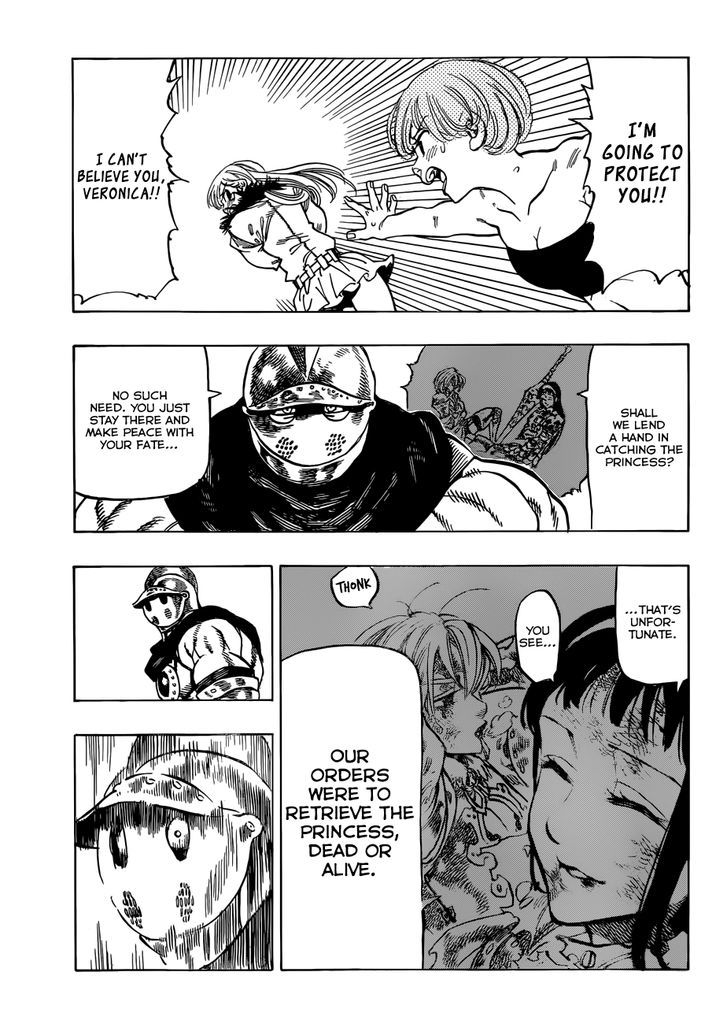 I'M
GOING TO
PROTECT
YOU!!
I CAN'T
BELIEVE YOU,
VERONICA!!
SHALL
WE LEND
A HAND IN
CATCHING THE
PRINCESS?
NO SUCH
NEED. YOU JUST
STAY THERE AND
MAKE PEACE WITH
YOUR FATE...
...THAT'S
UNFOR-
TUNATE.
YOU
SEE...
THONK
OUR
ORDERS
WERE TO
RETRIEVE THE
PRINCESS,
DEAD OR
ALIVE.